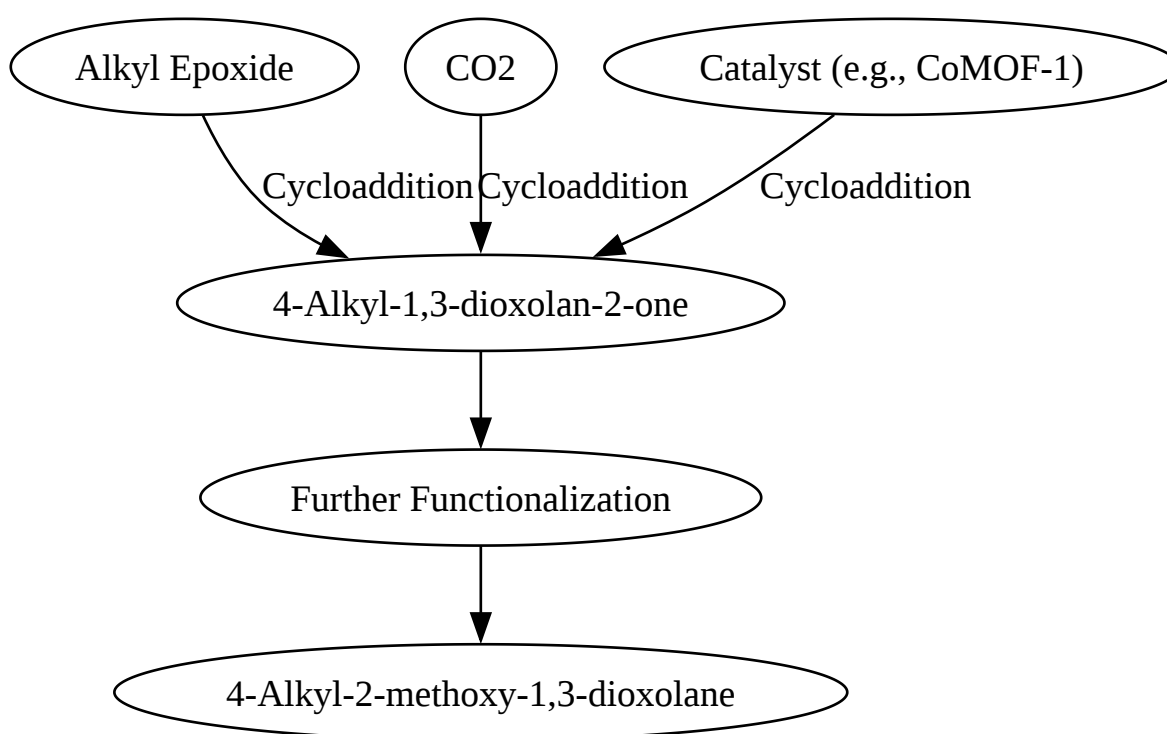 Alkyl Epoxide
CO2
Catalyst (e.g., CoMOF-1)
Cycloaddition
Cycloaddition
Cycloaddition
4-Alkyl-1,3-dioxolan-2-one
Further Functionalization
4-Alkyl-2-methoxy-1,3-dioxolane